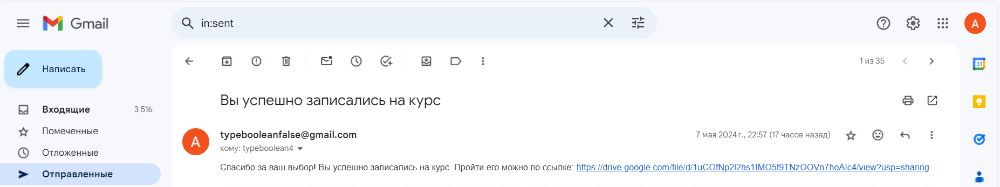 Gmail
in:sent
A
Написать
1 из 35
31
Вы успешно записались на курс
Входящие 3 516
Помеченные
Отложенные
Отправленные
A
typebooleanfalse@gmail.com
7 мая 2024 г., 22:57 (17 часов назад)
кому: typeboolean4
Спасибо за ваш выбор! Вы успешно записались на курс. Пройти его можно по ссылке: https://drive.google.com/file/d/1uCOfNp2l2hs1IMO5f9TNzOOVn7hoAIc4/view?usp=sharing